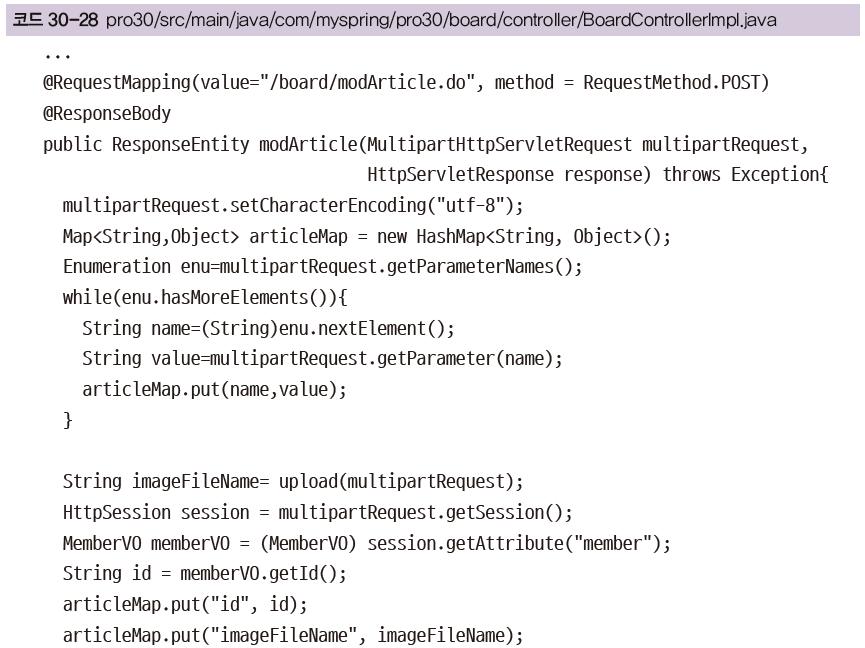 코드 30-28 pro30/src/main/java/com/myspring/pro30/board/controller/BoardControllerImpl.java
...
@RequestMapping(value="/board/modArticle.do", method = RequestMethod.POST)
@ResponseBody
public ResponseEntity modArticle(MultipartHttpServletRequest multipartRequest,
HttpServletResponse response) throws Exception{
multipartRequest.setCharacterEncoding("utf-8");
Map<String,Object> articleMap = new HashMap<String, Object>();
Enumeration enu=multipartRequest.getParameterNames();
while(enu.hasMoreElements()){
String name=(String)enu.nextElement();
String value=multipartRequest.getParameter(name);
articleMap.put(name,value);
}
String imageFileName= upload(multipartRequest);
HttpSession session = multipartRequest.getSession();
MemberVO memberVO = (MemberVO) session.getAttribute("member");
String id = memberVO.getId();
articleMap.put("id", id);
articleMap.put("imageFileName", imageFileName);